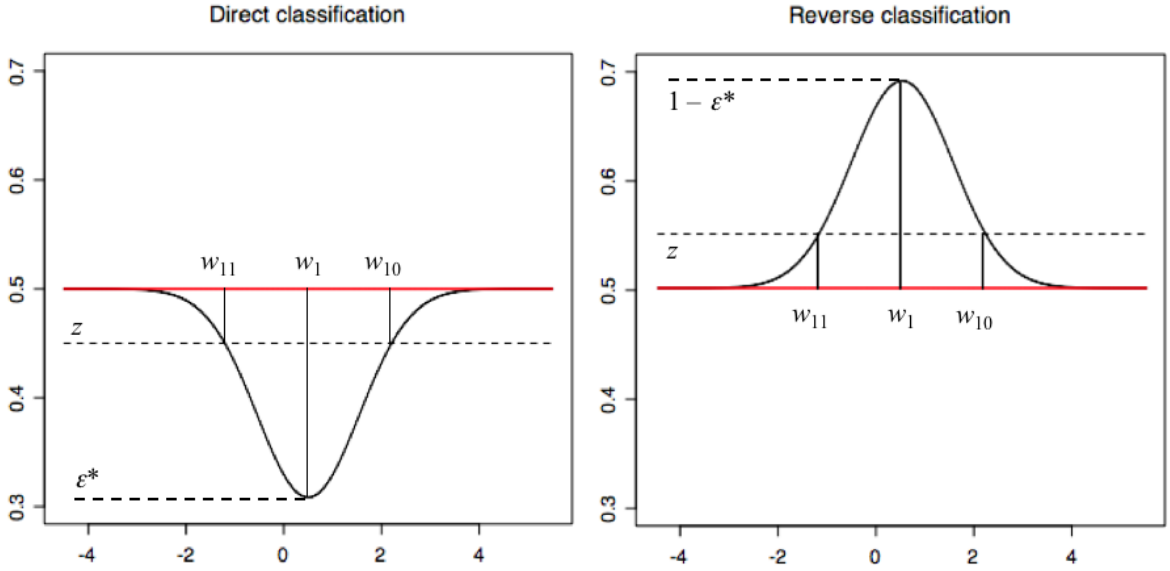 Direct classification
0.7
0.6
0.5
0.4
0.3
w11 w1 w10
z
ε*
-4 -2 0 2 4
Reverse classification
0.7
0.6
0.5
0.4
0.3
1 – ε*
z
w11 w1 w10
-4 -2 0 2 4